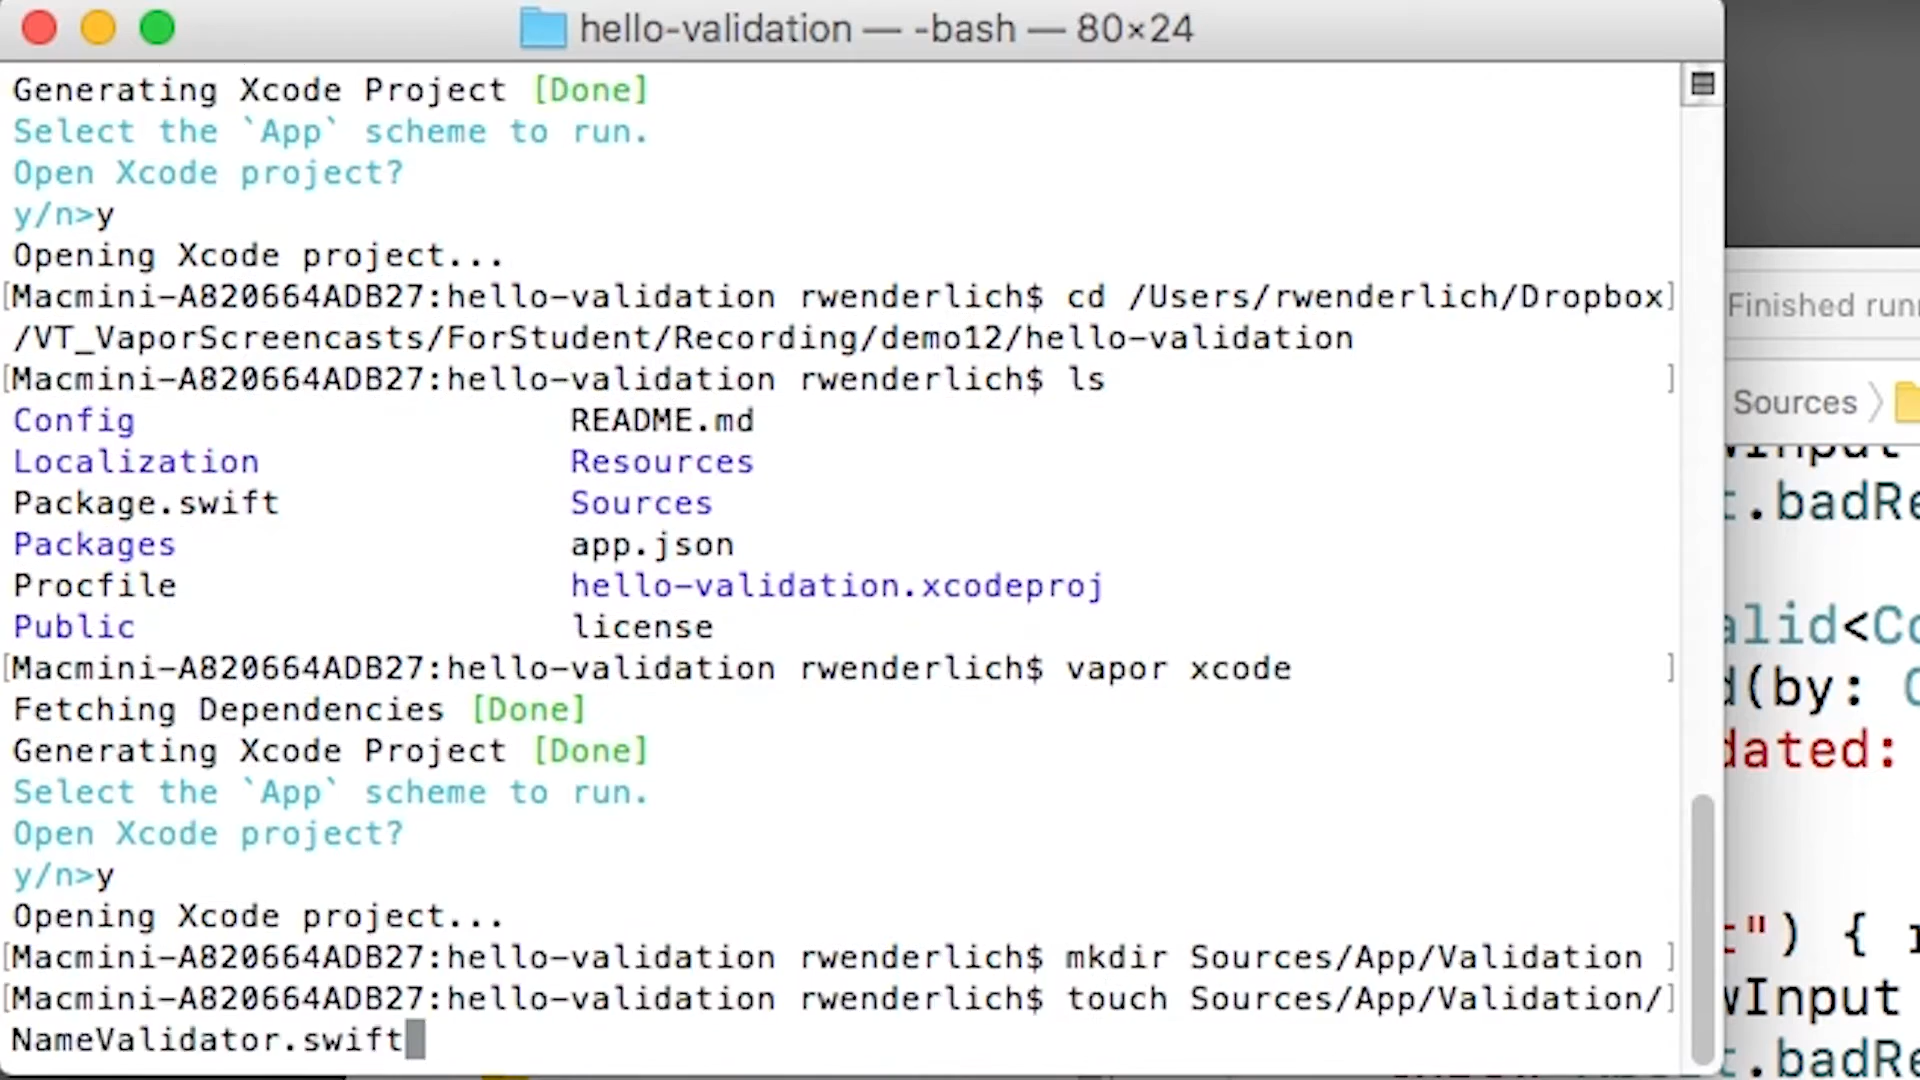 hello-validation — -bash — 80×24
Generating Xcode Project [Done]
Select the `App` scheme to run.
Open Xcode project?
y/n>y
Opening Xcode project...
[Macmini-A820664ADB27:hello-validation rwenderlich$ cd /Users/rwenderlich/Dropbox]
/VT_VaporScreencasts/ForStudent/Recording/demo12/hello-validation
[Macmini-A820664ADB27:hello-validation rwenderlich$ ls ]
Config README.md
Localization Resources
Package.swift Sources
Packages app.json
Procfile hello-validation.xcodeproj
Public license
[Macmini-A820664ADB27:hello-validation rwenderlich$ vapor xcode ]
Fetching Dependencies [Done]
Generating Xcode Project [Done]
Select the `App` scheme to run.
Open Xcode project?
y/n>y
Opening Xcode project...
[Macmini-A820664ADB27:hello-validation rwenderlich$ mkdir Sources/App/Validation ]
[Macmini-A820664ADB27:hello-validation rwenderlich$ touch Sources/App/Validation/]
NameValidator.swift
Finished
Sources
(by:
") {